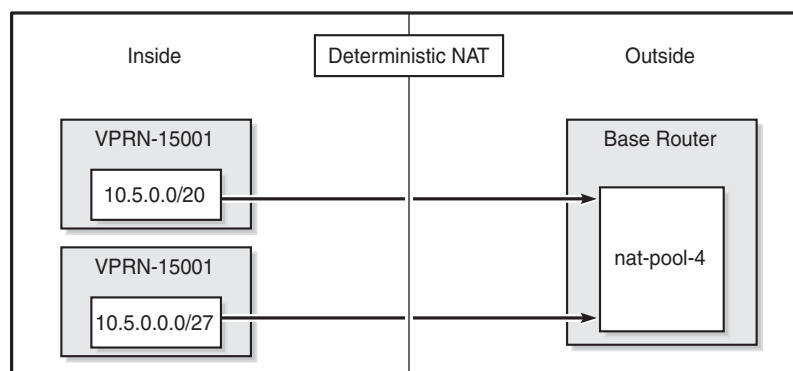 Inside
Deterministic NAT
Outside
VPRN-15001
10.5.0.0/20
VPRN-15001
10.5.0.0.0/27
Base Router
nat-pool-4